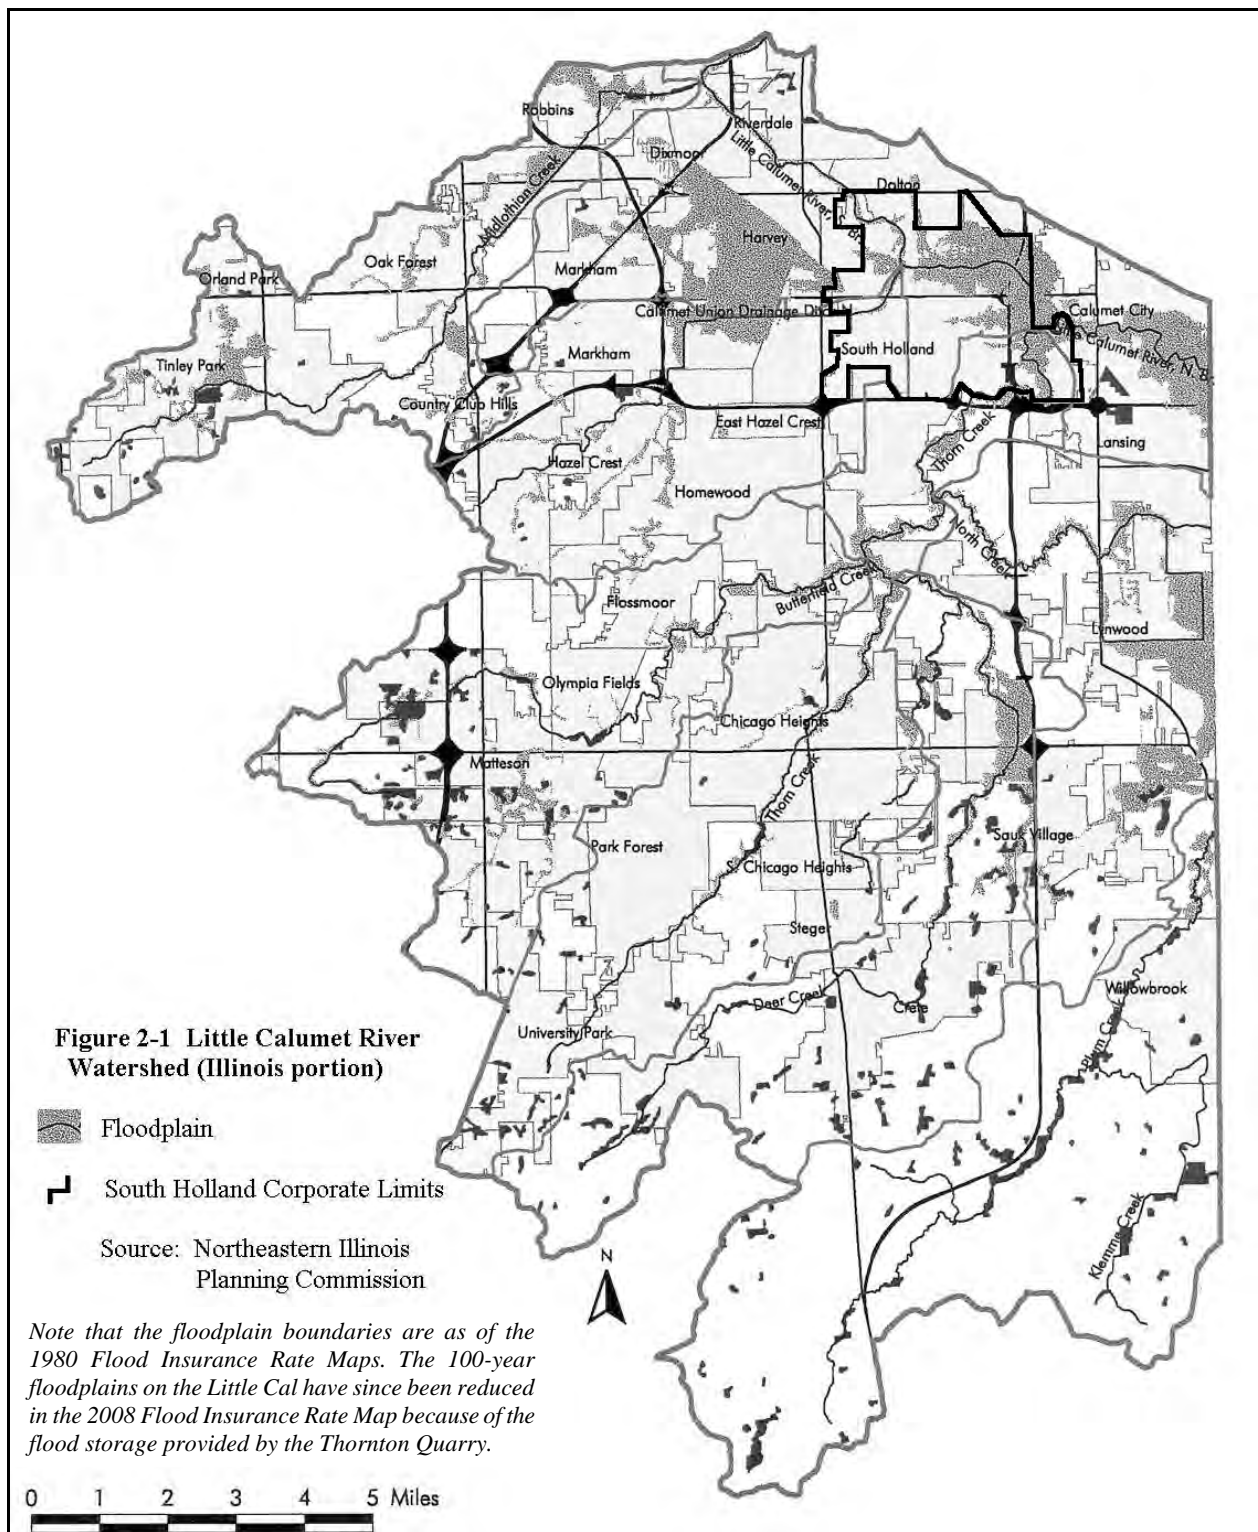 Robbins
Riverdale
Dixmoor
Little Calumet River, S. Br.
Dolton
Midlothian Creek
Harvey
Oak Forest
Orland Park
Markham
Calumet City
Calumet Union Drainage Ditch
Little Calumet River, N. Br.
South Holland
Markham
Tinley Park
Country Club Hills
East Hazel Crest
Lansing
Thorn Creek
Hazel Crest
Homewood
North Creek
Butterfield Creek
Flossmoor
Lynwood
Olympia Fields
Chicago Heights
Matteson
Thorn Creek
Sauk Village
Park Forest
S. Chicago Heights
Steger
Willowbrook
Deer Creek
Crete
University Park
Plum Creek
Klemme Creek
Figure 2-1 Little Calumet River
Watershed (Illinois portion)
Floodplain
South Holland Corporate Limits
Source: Northeastern Illinois
Planning Commission
N
Note that the floodplain boundaries are as of the
1980 Flood Insurance Rate Maps. The 100-year
floodplains on the Little Cal have since been reduced
in the 2008 Flood Insurance Rate Map because of the
flood storage provided by the Thornton Quarry.
0 1 2 3 4 5 Miles